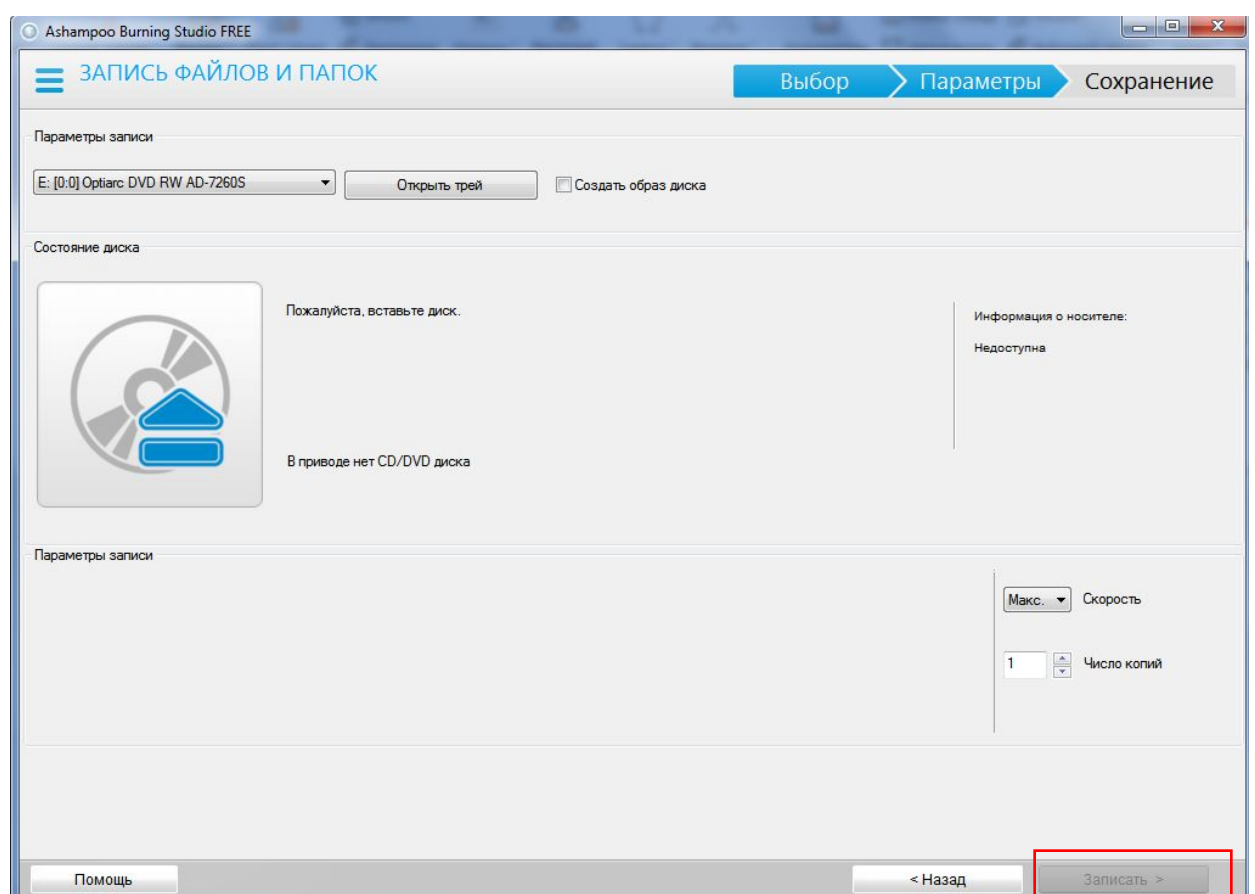 Ashampoo Burning Studio FREE
ЗАПИСЬ ФАЙЛОВ И ПАПОК
Выбор
Параметры
Сохранение
Параметры записи
E: [0:0] Optiarc DVD RW AD-7260S
Открыть трей
Создать образ диска
Состояние диска
Пожалуйста, вставьте диск.
Информация о носителе:
Недоступна
В приводе нет CD/DVD диска
Параметры записи
Макс.
Скорость
1
Число копий
Помощь
< Назад
Записать >